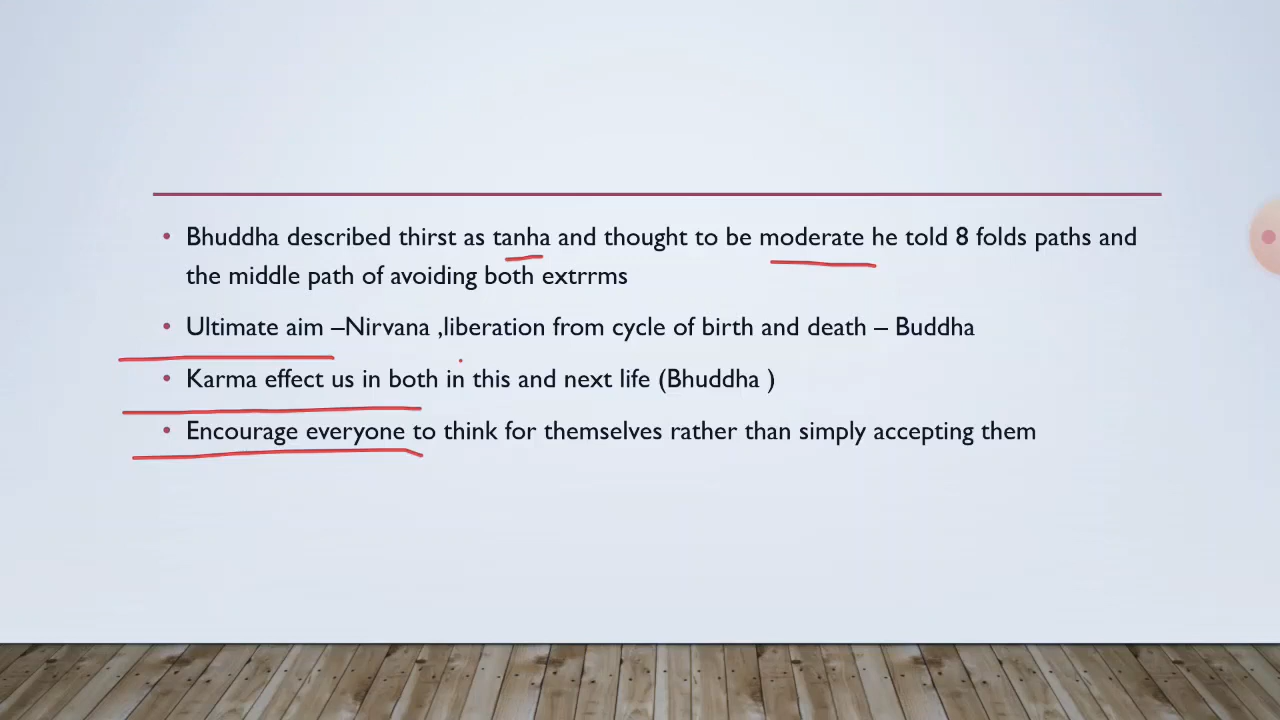 • Bhuddha described thirst as tanha and thought to be moderate he told 8 folds paths and
the middle path of avoiding both extrrms
• Ultimate aim –Nirvana ,liberation from cycle of birth and death – Buddha
• Karma effect us in both in this and next life (Bhuddha )
• Encourage everyone to think for themselves rather than simply accepting them